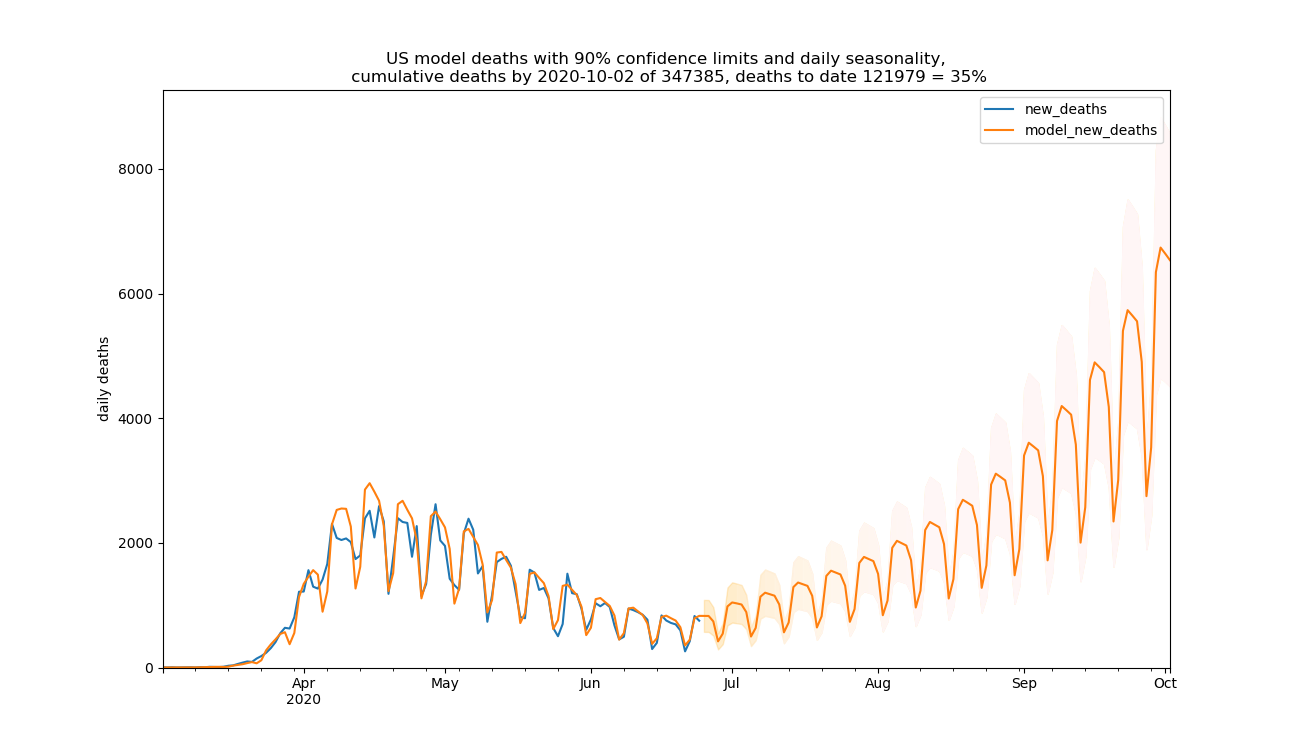 US model deaths with 90% confidence limits and daily seasonality,
cumulative deaths by 2020-10-02 of 347385, deaths to date 121979 = 35%
new_deaths
model_new_deaths
daily deaths
8000
6000
4000
2000
0
Apr
2020
May
Jun
Jul
Aug
Sep
Oct